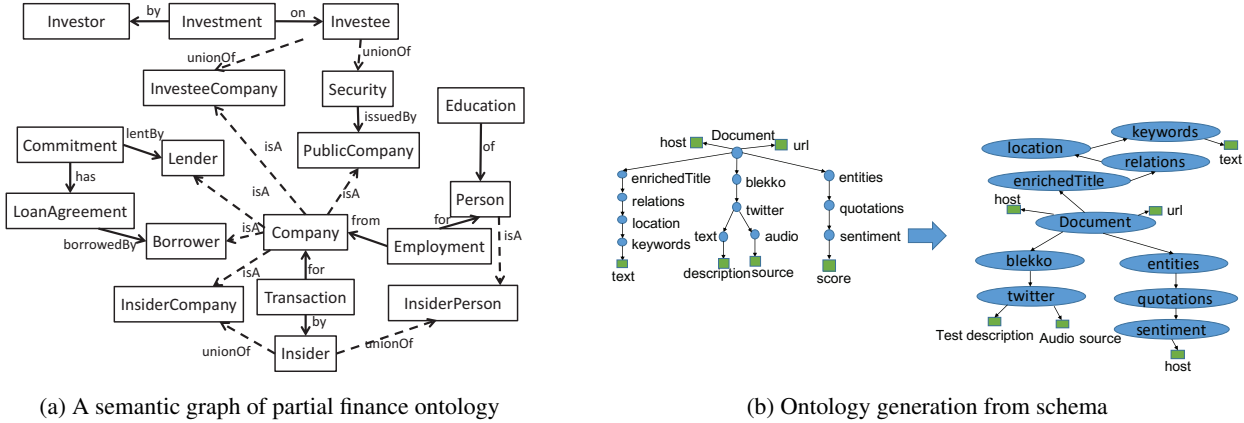 Investor
by
Investment
on
Investee
unionOf
unionOf
InvesteeCompany
Security
Education
issuedBy
Commitment
lentBy
Lender
isA
PublicCompany
of
has
isA
isA
Person
LoanAgreement
from
for
isA
borrowedBy
Borrower
isA
Company
Employment
isA
for
InsiderCompany
Transaction
InsiderPerson
by
unionOf
Insider
unionOf
(a) A semantic graph of partial finance ontology
host
Document
url
enrichedTitle
blekko
entities
relations
twitter
quotations
location
text
audio
sentiment
keywords
text
description
source
score
keywords
location
relations
text
enrichedTitle
host
url
Document
blekko
entities
twitter
quotations
Test description
Audio source
sentiment
host
(b) Ontology generation from schema